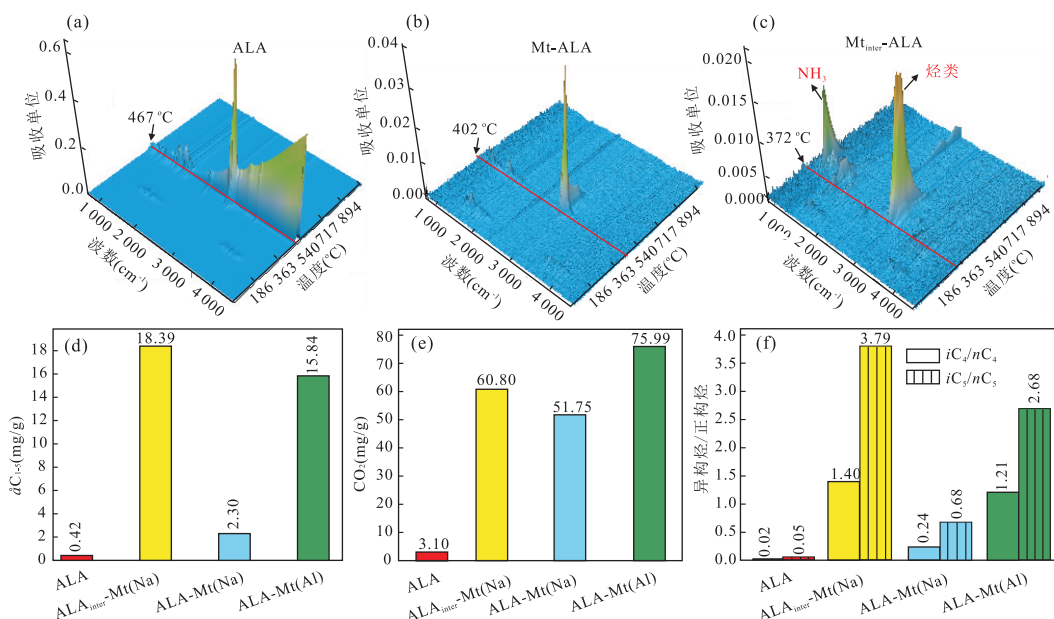 (a)
ALA
0.6
0.4
0.2
0.0
吸收单位
467 ℃
1 000
2 000
3 000
4 000
波数(cm⁻¹)
186 363 540 717 894
温度(℃)
(b)
Mt-ALA
0.04
0.03
0.02
0.01
0.00
吸收单位
402 ℃
1 000
2 000
3 000
4 000
波数(cm⁻¹)
186 363 540 717 894
温度(℃)
(c)
Mtinter-ALA
0.020
0.015
0.010
0.005
0.000
吸收单位
NH₃
烃类
372 ℃
1 000
2 000
3 000
4 000
波数(cm⁻¹)
186 363 540 717 894
温度(℃)
(d)
åC₁₋₅(mg/g)
18
16
14
12
10
8
6
4
2
0
0.42
18.39
2.30
15.84
ALA
ALAinter-Mt(Na)
ALA-Mt(Na)
ALA-Mt(Al)
(e)
CO₂(mg/g)
80
70
60
50
40
30
20
10
0
3.10
60.80
51.75
75.99
ALA
ALAinter-Mt(Na)
ALA-Mt(Na)
ALA-Mt(Al)
(f)
异构烃/正构烃
4.0
3.5
3.0
2.5
2.0
1.5
1.0
0.5
0.0
iC₄/nC₄
iC₅/nC₅
0.02
0.05
1.40
3.79
0.24
0.68
1.21
2.68
ALA
ALAinter-Mt(Na)
ALA-Mt(Na)
ALA-Mt(Al)